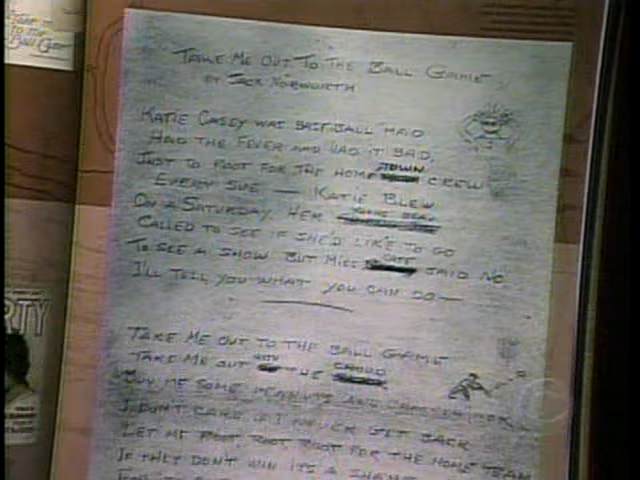 TAKE ME OUT TO THE BALL GAME
BY JACK NORWORTH
KATIE CASEY WAS BASE BALL MAD
HAD THE FEVER AND HAD IT BAD,
JUST TO ROOT FOR THE HOME TOWN CREW
EVERY SUE — KATIE BLEW
ON A SATURDAY HER YOUNG BEAU
CALLED TO SEE IF SHE'D LIKE TO GO
TO SEE A SHOW BUT MISS KATE SAID NO
I'LL TELL YOU WHAT YOU CAN DO —
TAKE ME OUT TO THE BALL GAME
TAKE ME OUT WITH THE CROWD
BUY ME SOME PEANUTS AND CRACKER JACK
I DON'T CARE IF I NEVER GET BACK
LET ME ROOT ROOT ROOT FOR THE HOME TEAM
IF THEY DON'T WIN ITS A SHAME
RTY